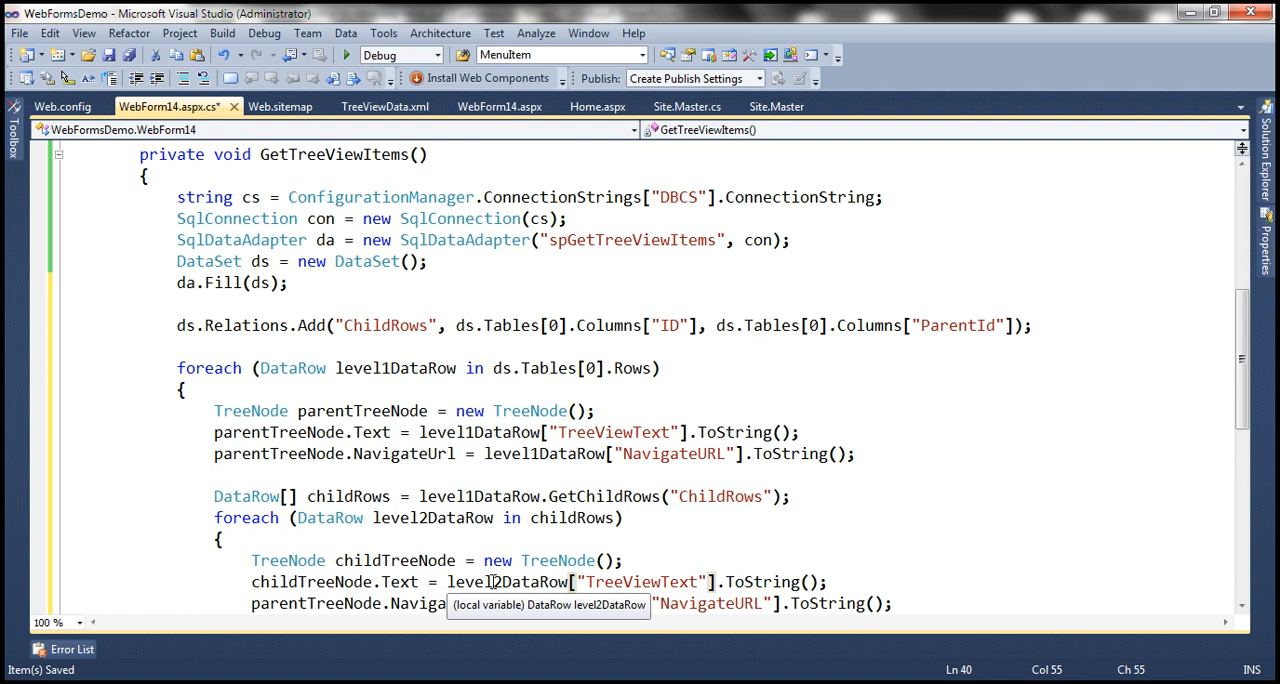 WebFormsDemo - Microsoft Visual Studio (Administrator)
File Edit View Refactor Project Build Debug Team Data Tools Architecture Test Analyze Window Help
Debug MenuItem
Install Web Components Publish: Create Publish Settings
Web.config WebForm14.aspx.cs* Web.sitemap TreeViewData.xml WebForm14.aspx Home.aspx Site.Master.cs Site.Master
WebFormsDemo.WebForm14 GetTreeViewItems()
Toolbox
Solution Explorer
Properties
private void GetTreeViewItems()
{
string cs = ConfigurationManager.ConnectionStrings["DBCS"].ConnectionString;
SqlConnection con = new SqlConnection(cs);
SqlDataAdapter da = new SqlDataAdapter("spGetTreeViewItems", con);
DataSet ds = new DataSet();
da.Fill(ds);
ds.Relations.Add("ChildRows", ds.Tables[0].Columns["ID"], ds.Tables[0].Columns["ParentId"]);
foreach (DataRow level1DataRow in ds.Tables[0].Rows)
{
TreeNode parentTreeNode = new TreeNode();
parentTreeNode.Text = level1DataRow["TreeViewText"].ToString();
parentTreeNode.NavigateUrl = level1DataRow["NavigateURL"].ToString();
DataRow[] childRows = level1DataRow.GetChildRows("ChildRows");
foreach (DataRow level2DataRow in childRows)
{
TreeNode childTreeNode = new TreeNode();
childTreeNode.Text = level2DataRow["TreeViewText"].ToString();
parentTreeNode.Naviga "NavigateURL"].ToString();
(local variable) DataRow level2DataRow
100 %
Error List
Item(s) Saved Ln 40 Col 55 Ch 55 INS